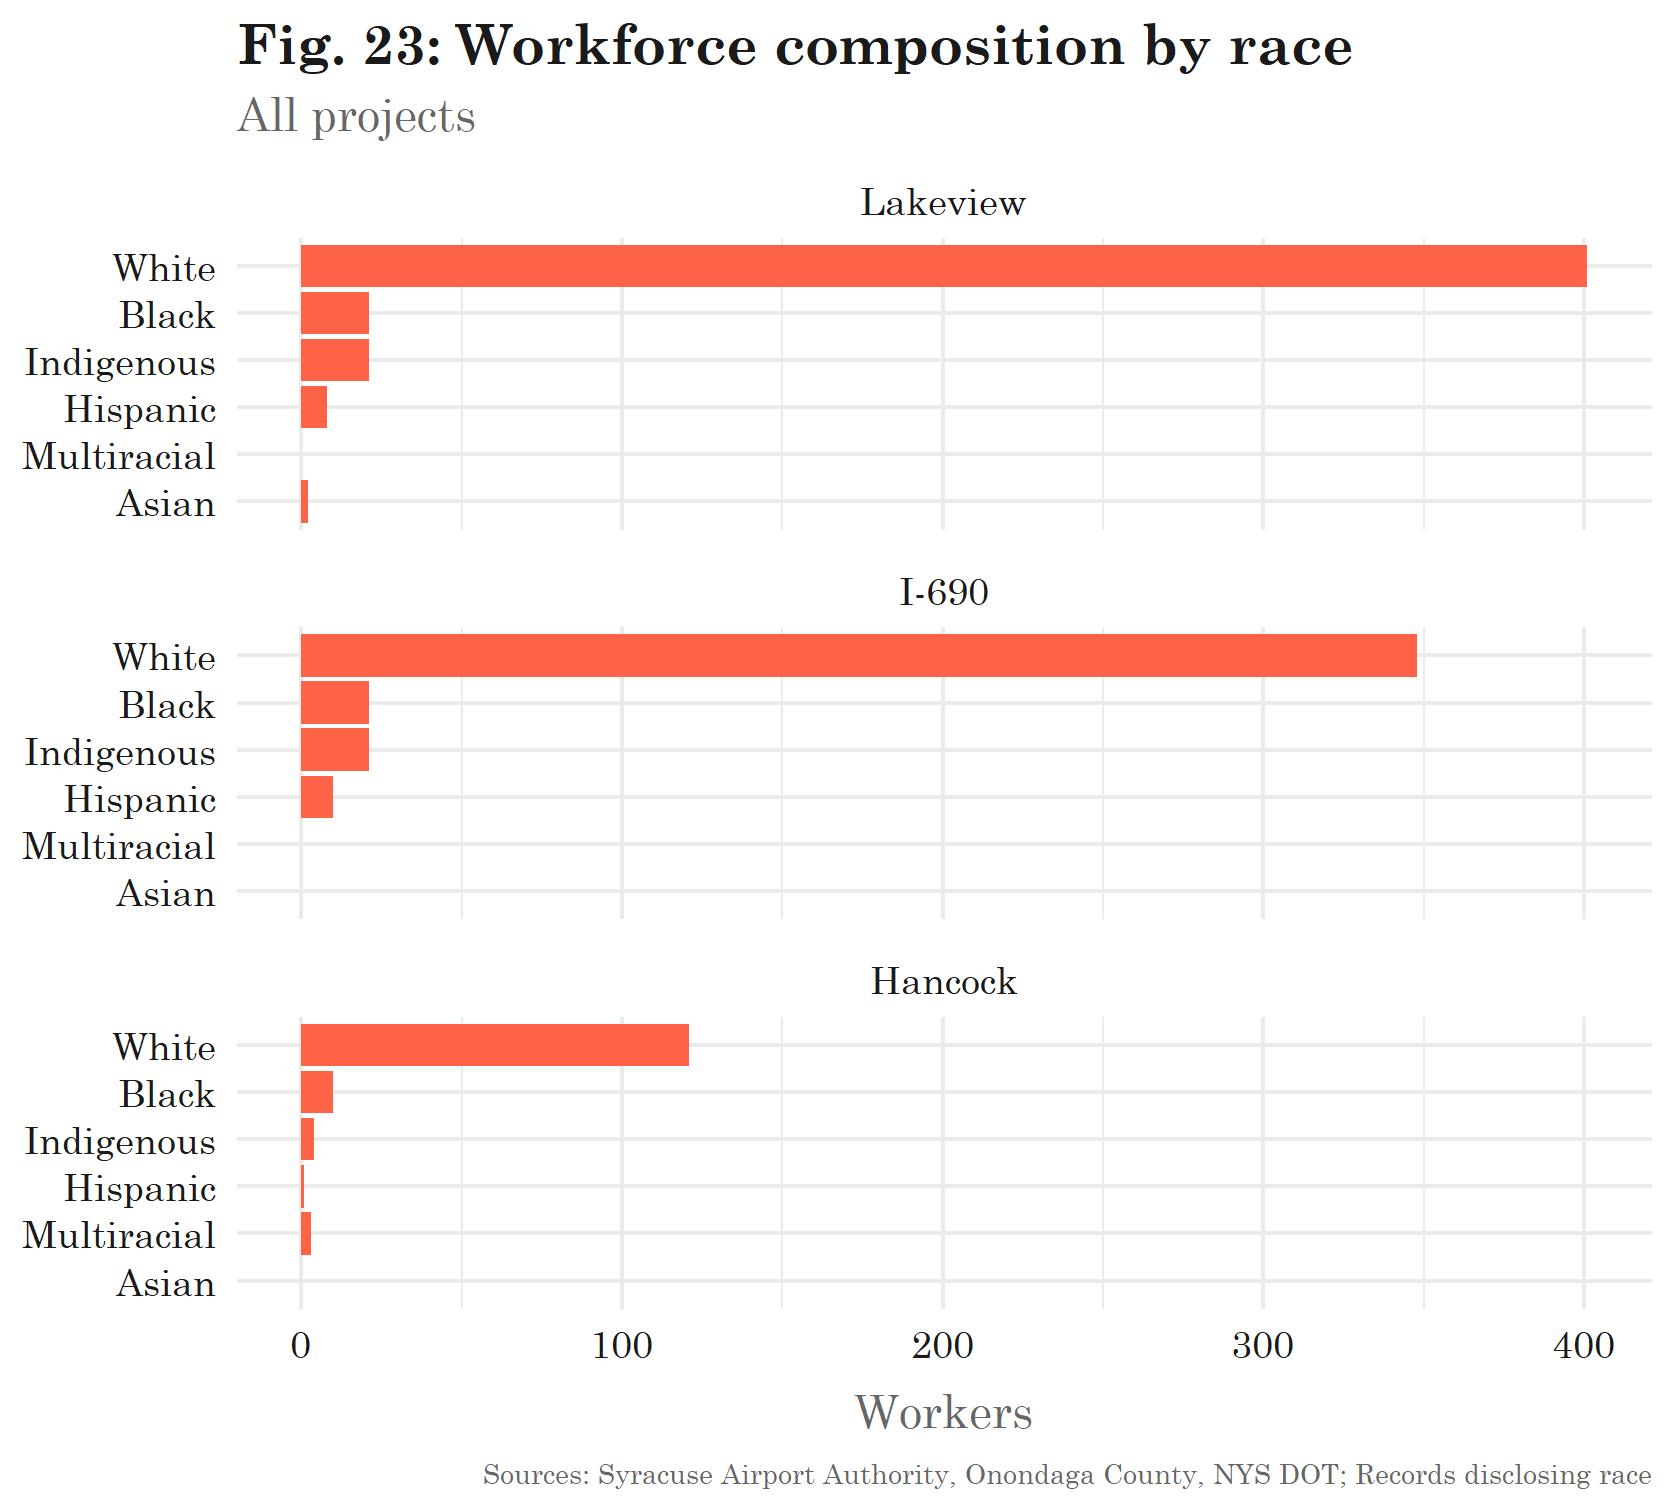 Fig. 23: Workforce composition by race
All projects
Lakeview
White
Black
Indigenous
Hispanic
Multiracial
Asian
I-690
White
Black
Indigenous
Hispanic
Multiracial
Asian
Hancock
White
Black
Indigenous
Hispanic
Multiracial
Asian
0 100 200 300 400
Workers
Sources: Syracuse Airport Authority, Onondaga County, NYS DOT; Records disclosing race